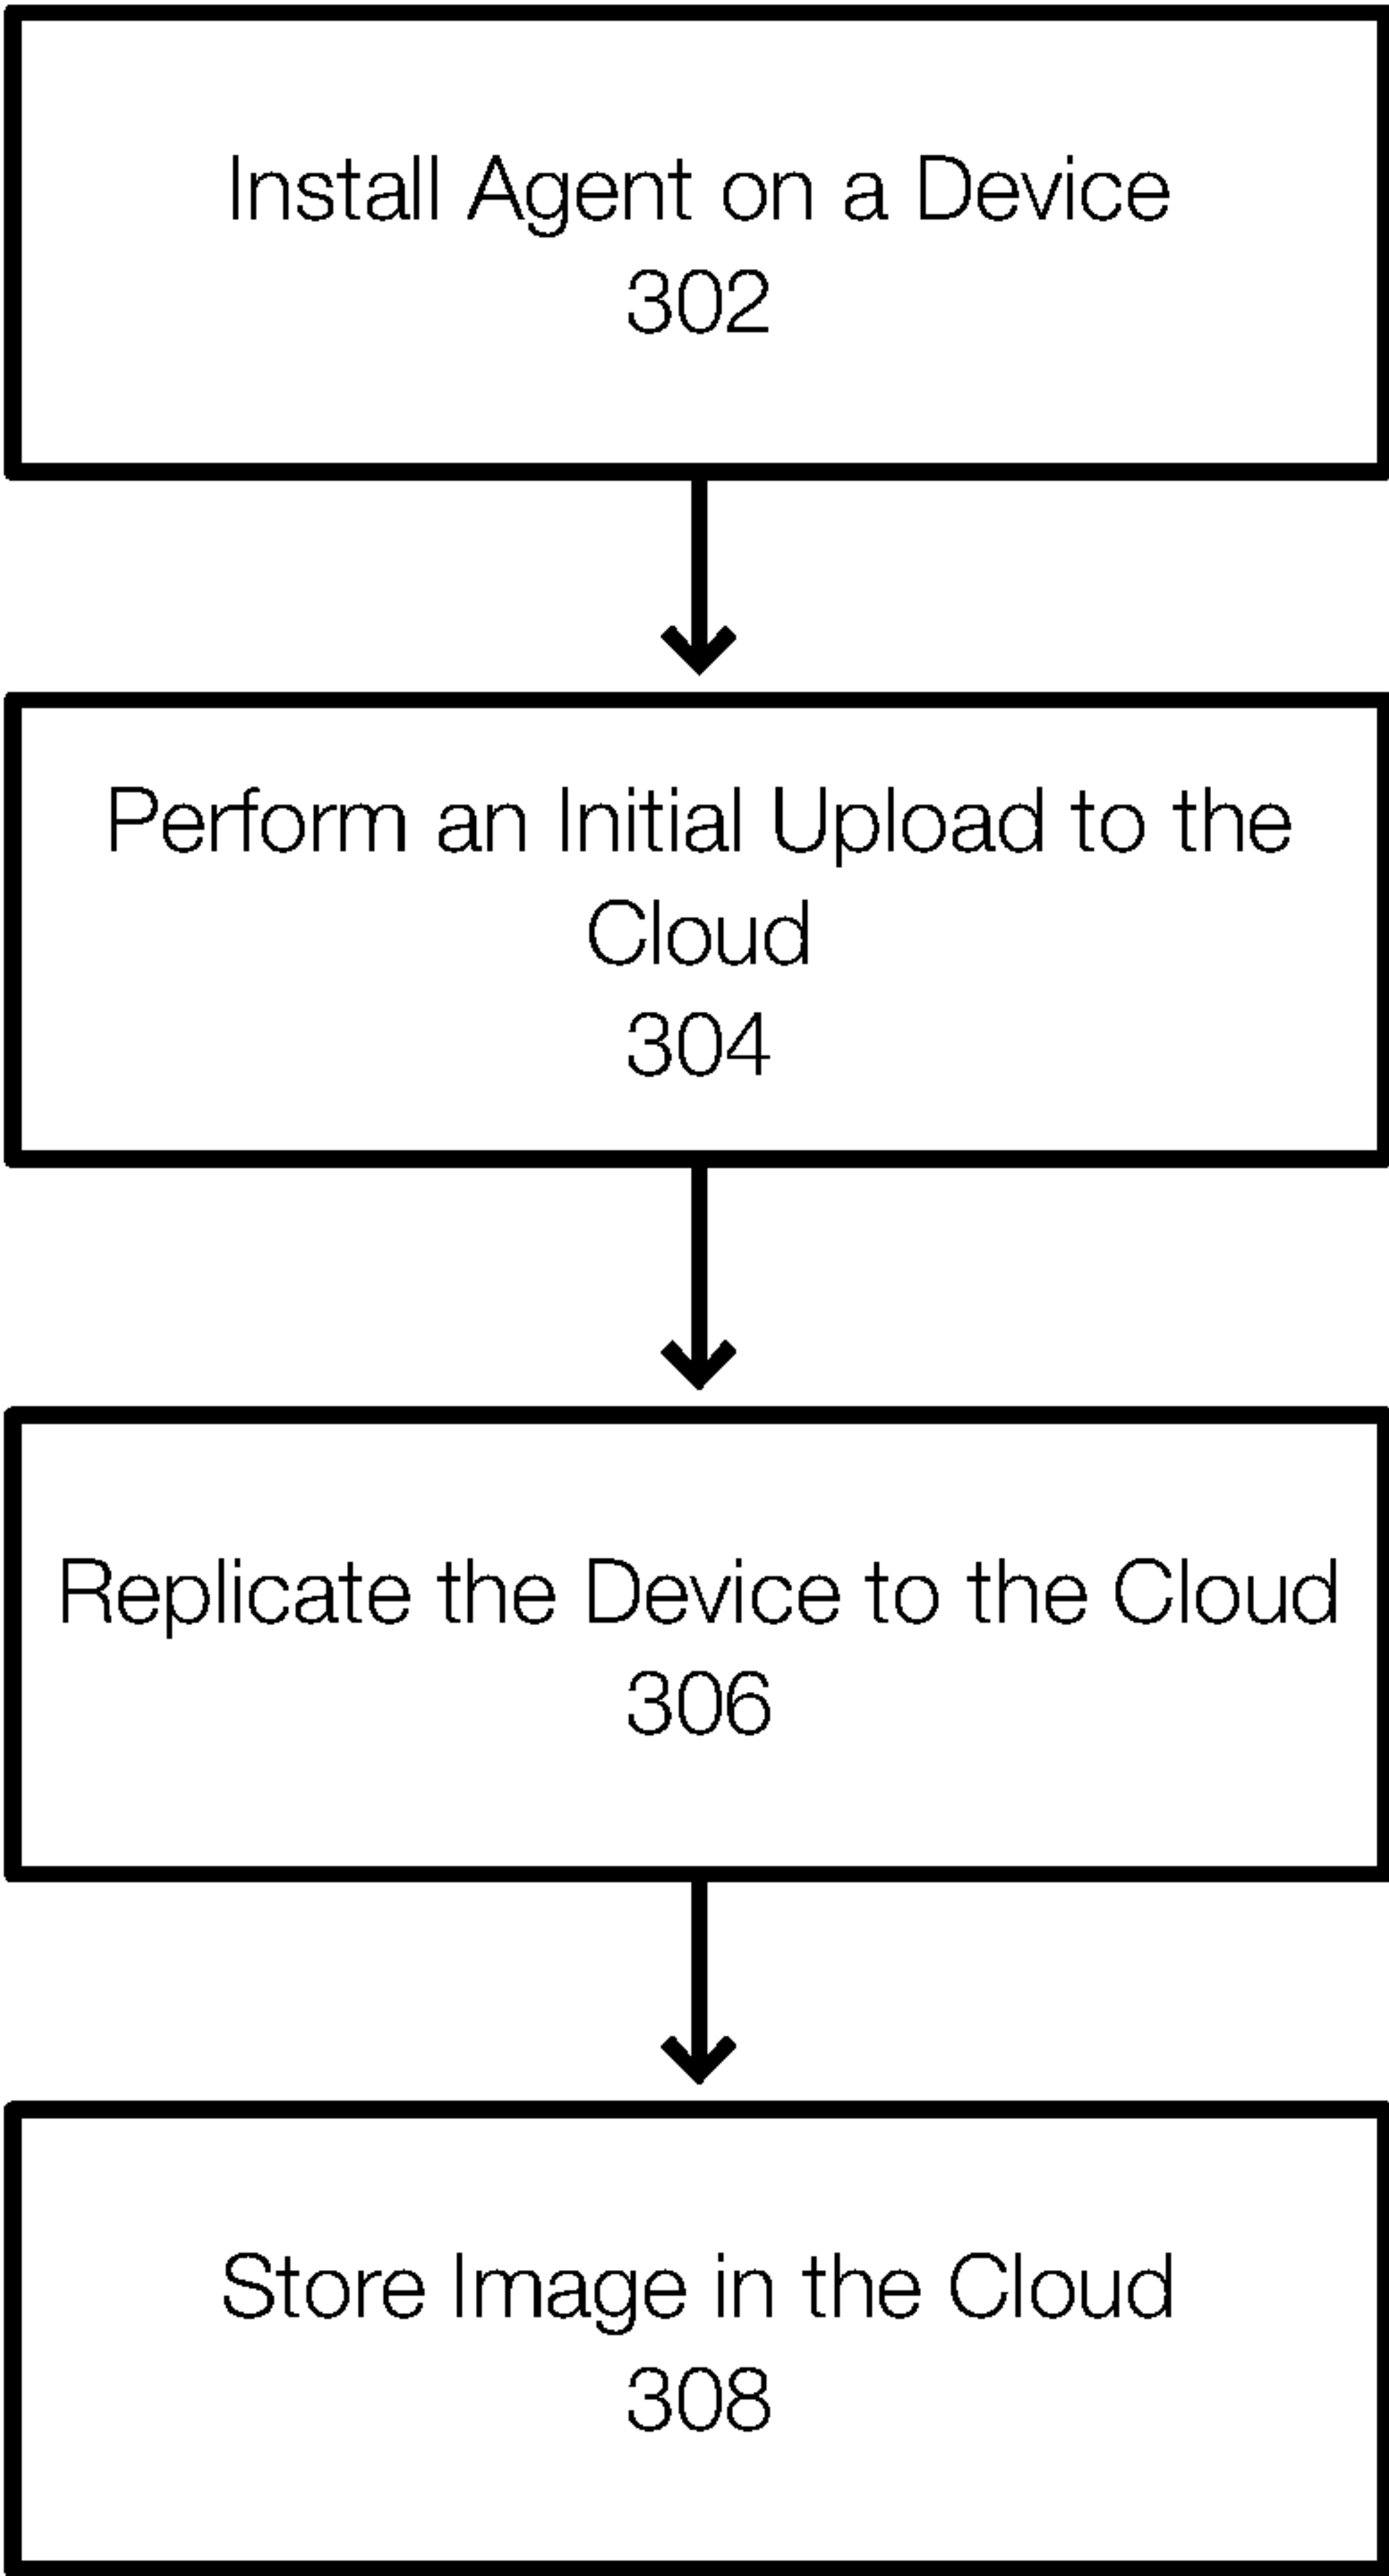 Install Agent on a Device
302
Perform an Initial Upload to the
Cloud
304
Replicate the Device to the Cloud
306
Store Image in the Cloud
308